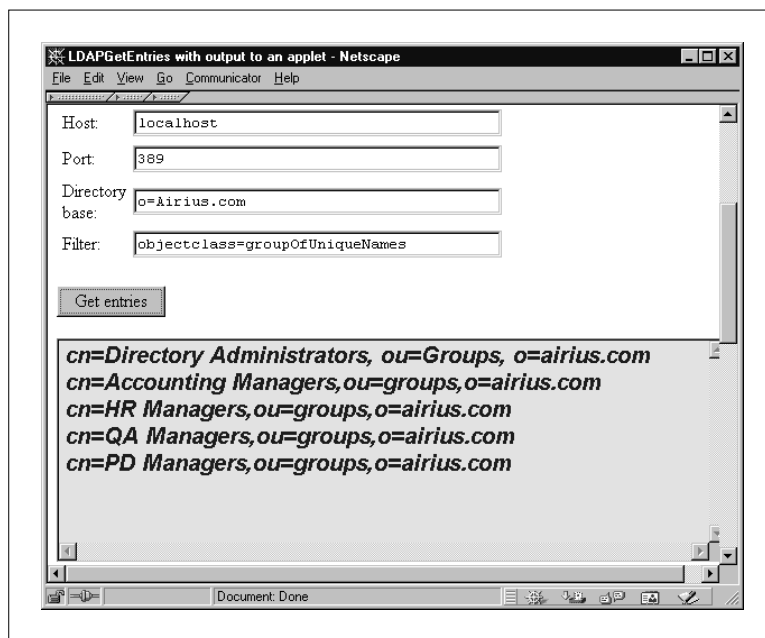 LDAPGetEntries with output to an applet - Netscape
File Edit View Go Communicator Help
Host: localhost
Port: 389
Directory base: o=Airius.com
Filter: objectclass=groupOfUniqueNames
Get entries
cn=Directory Administrators, ou=Groups, o=airius.com
cn=Accounting Managers,ou=groups,o=airius.com
cn=HR Managers,ou=groups,o=airius.com
cn=QA Managers,ou=groups,o=airius.com
cn=PD Managers,ou=groups,o=airius.com
Document: Done